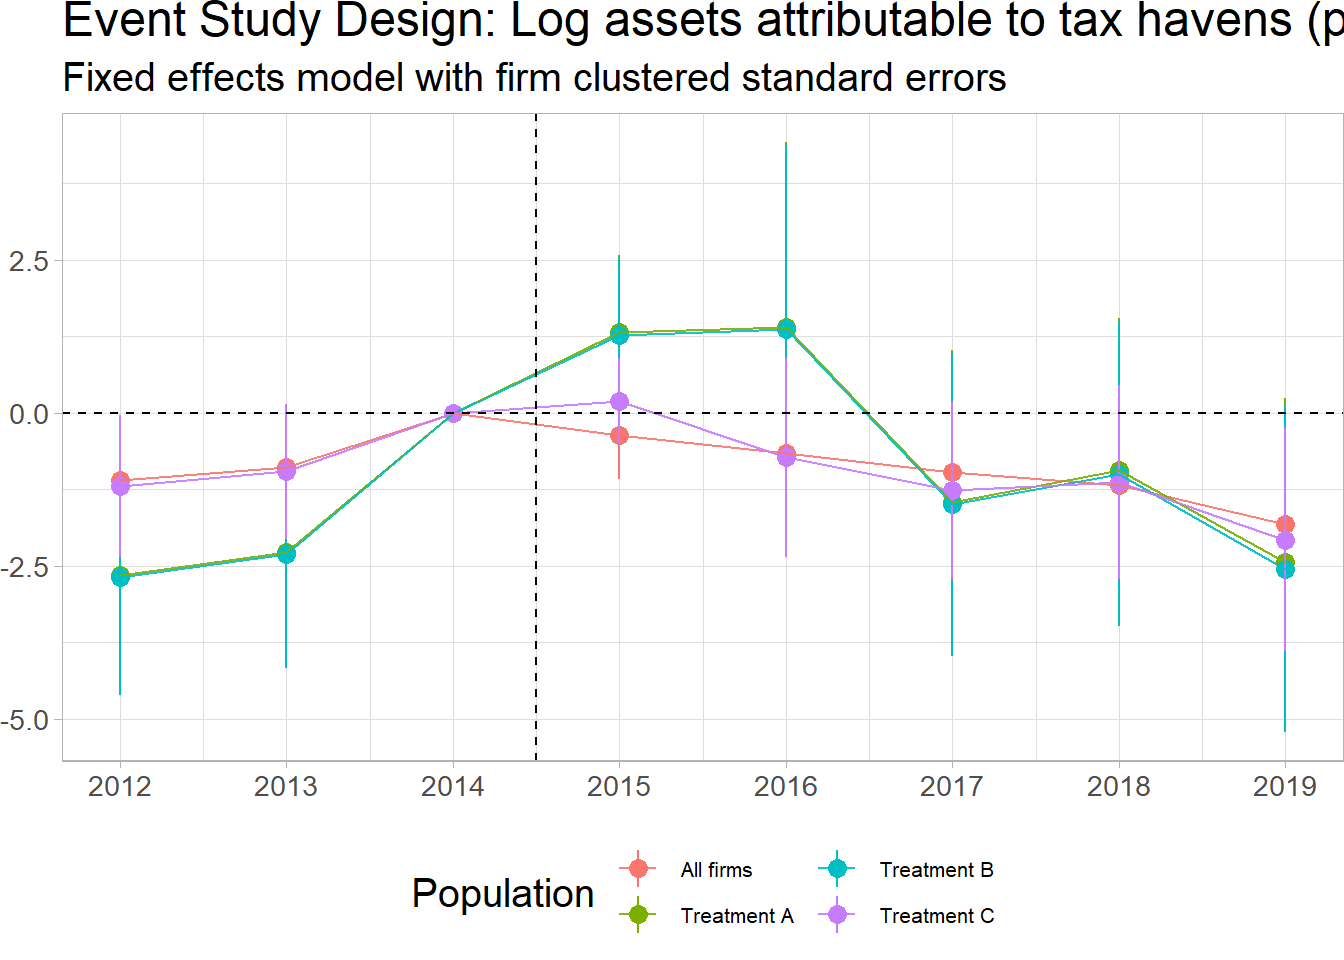 Event Study Design: Log assets attributable to tax havens (p
Fixed effects model with firm clustered standard errors
2.5
0.0
-2.5
-5.0
2012 2013 2014 2015 2016 2017 2018 2019
Population
All firms
Treatment A
Treatment B
Treatment C